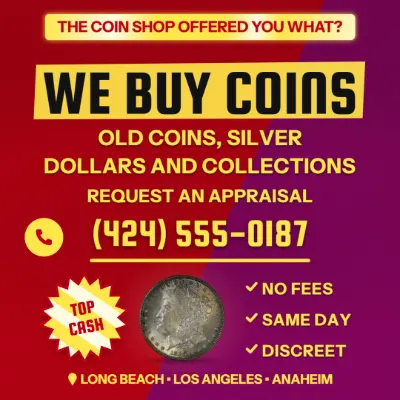 THE COIN SHOP OFFERED YOU WHAT?
WE BUY COINS
OLD COINS, SILVER
DOLLARS AND COLLECTIONS
REQUEST AN APPRAISAL
(424) 555-0187
TOP
CASH
NO FEES
SAME DAY
DISCREET
LONG BEACH • LOS ANGELES • ANAHEIM